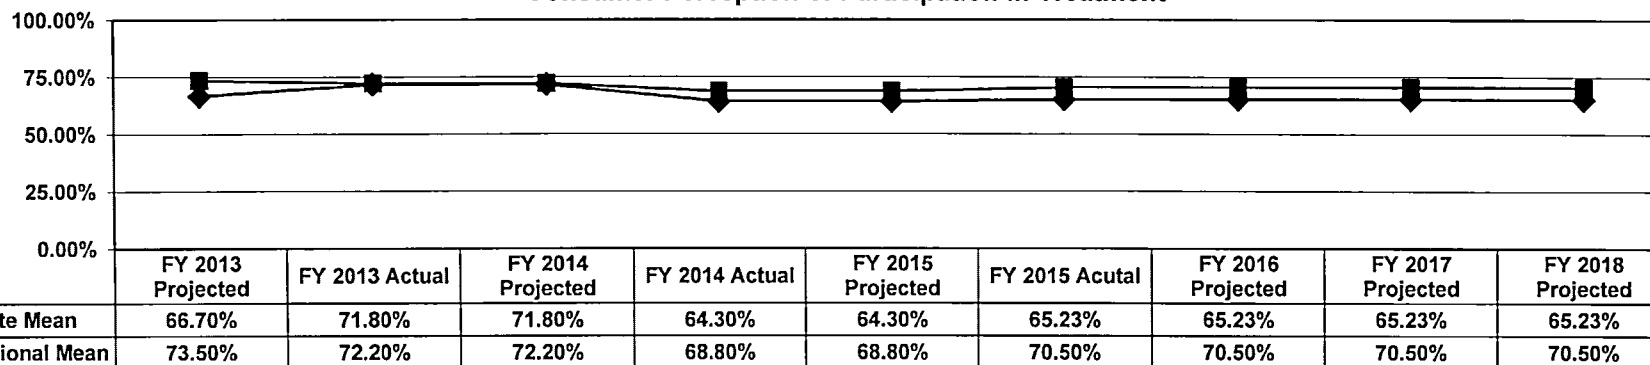 100.00%
75.00%
50.00%
25.00%
0.00%
FY 2013 Projected FY 2013 Actual FY 2014 Projected FY 2014 Actual FY 2015 Projected FY 2015 Acutal FY 2016 Projected FY 2017 Projected FY 2018 Projected
te Mean 66.70% 71.80% 71.80% 64.30% 64.30% 65.23% 65.23% 65.23% 65.23%
ional Mean 73.50% 72.20% 72.20% 68.80% 68.80% 70.50% 70.50% 70.50% 70.50%